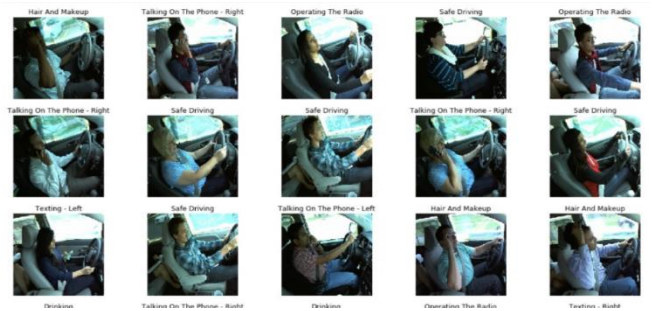 Hair And Makeup
Talking On The Phone - Right
Operating The Radio
Safe Driving
Operating The Radio
Talking On The Phone - Right
Safe Driving
Safe Driving
Talking On The Phone - Right
Safe Driving
Texting - Left
Safe Driving
Talking On The Phone - Left
Hair And Makeup
Hair And Makeup
Drinking
Talking On The Phone - Right
Drinking
Operating The Radio
Texting - Right